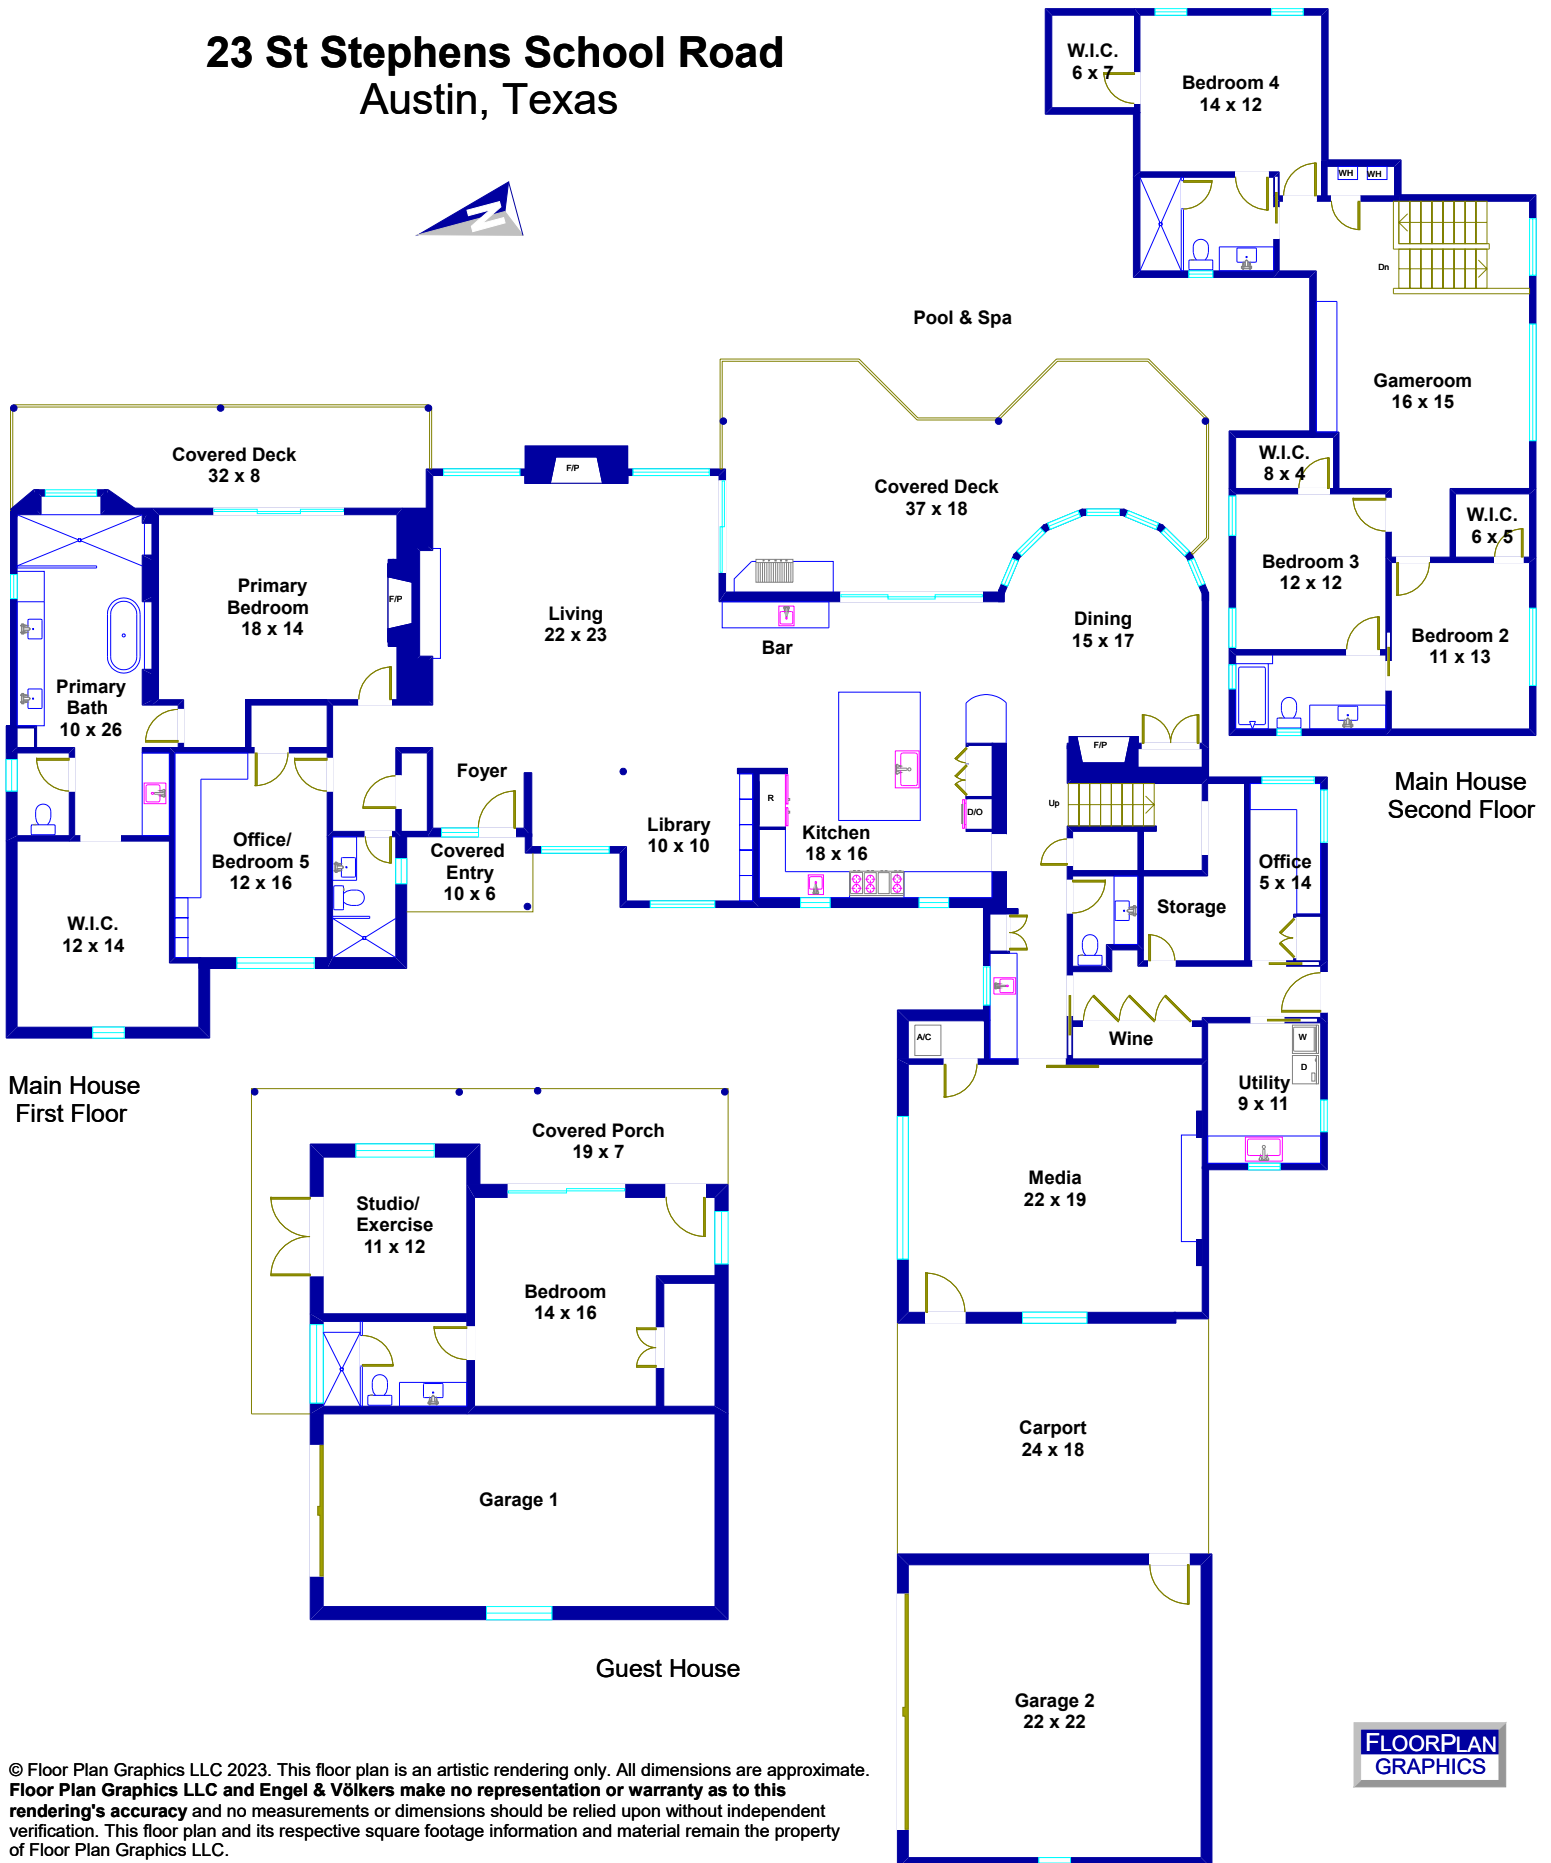 23 St Stephens School Road
Austin, Texas
N
W.I.C.
6 x 7
Bedroom 4
14 x 12
WH
WH
Dn
Pool & Spa
Gameroom
16 x 15
Covered Deck
32 x 8
F/P
Covered Deck
37 x 18
W.I.C.
8 x 4
W.I.C.
6 x 5
Bedroom 3
12 x 12
Primary
Bedroom
18 x 14
F/P
Living
22 x 23
Bar
Dining
15 x 17
Bedroom 2
11 x 13
Primary
Bath
10 x 26
F/P
Foyer
Main House
Second Floor
R
D/O
Up
Library
10 x 10
Kitchen
18 x 16
Office/
Bedroom 5
12 x 16
Covered
Entry
10 x 6
Office
5 x 14
Storage
W.I.C.
12 x 14
A/C
Wine
W
D
Utility
9 x 11
Main House
First Floor
Covered Porch
19 x 7
Studio/
Exercise
11 x 12
Media
22 x 19
Bedroom
14 x 16
Carport
24 x 18
Garage 1
Guest House
Garage 2
22 x 22
FLOORPLAN
GRAPHICS
© Floor Plan Graphics LLC 2023. This floor plan is an artistic rendering only. All dimensions are approximate.
Floor Plan Graphics LLC and Engel & Völkers make no representation or warranty as to this
rendering's accuracy and no measurements or dimensions should be relied upon without independent
verification. This floor plan and its respective square footage information and material remain the property
of Floor Plan Graphics LLC.